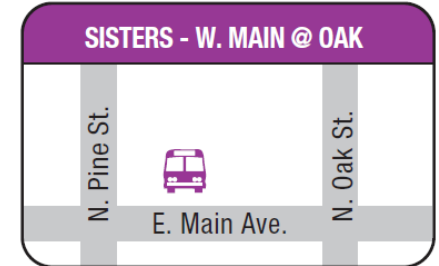 SISTERS - W. MAIN @ OAK
N. Pine St.
N. Oak St.
E. Main Ave.